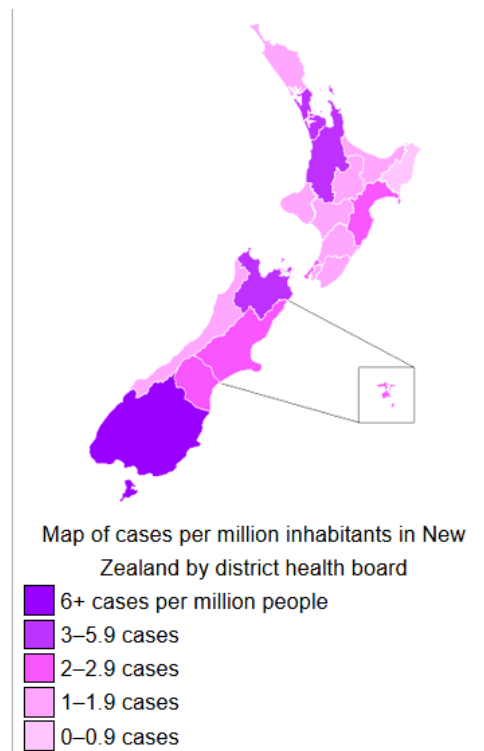 Map of cases per million inhabitants in New
Zealand by district health board
6+ cases per million people
3–5.9 cases
2–2.9 cases
1–1.9 cases
0–0.9 cases